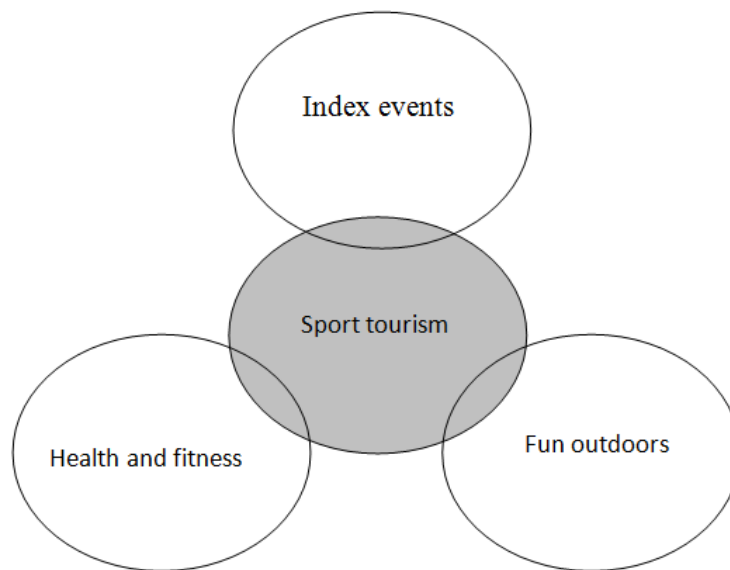 Index events
Sport tourism
Health and fitness
Fun outdoors